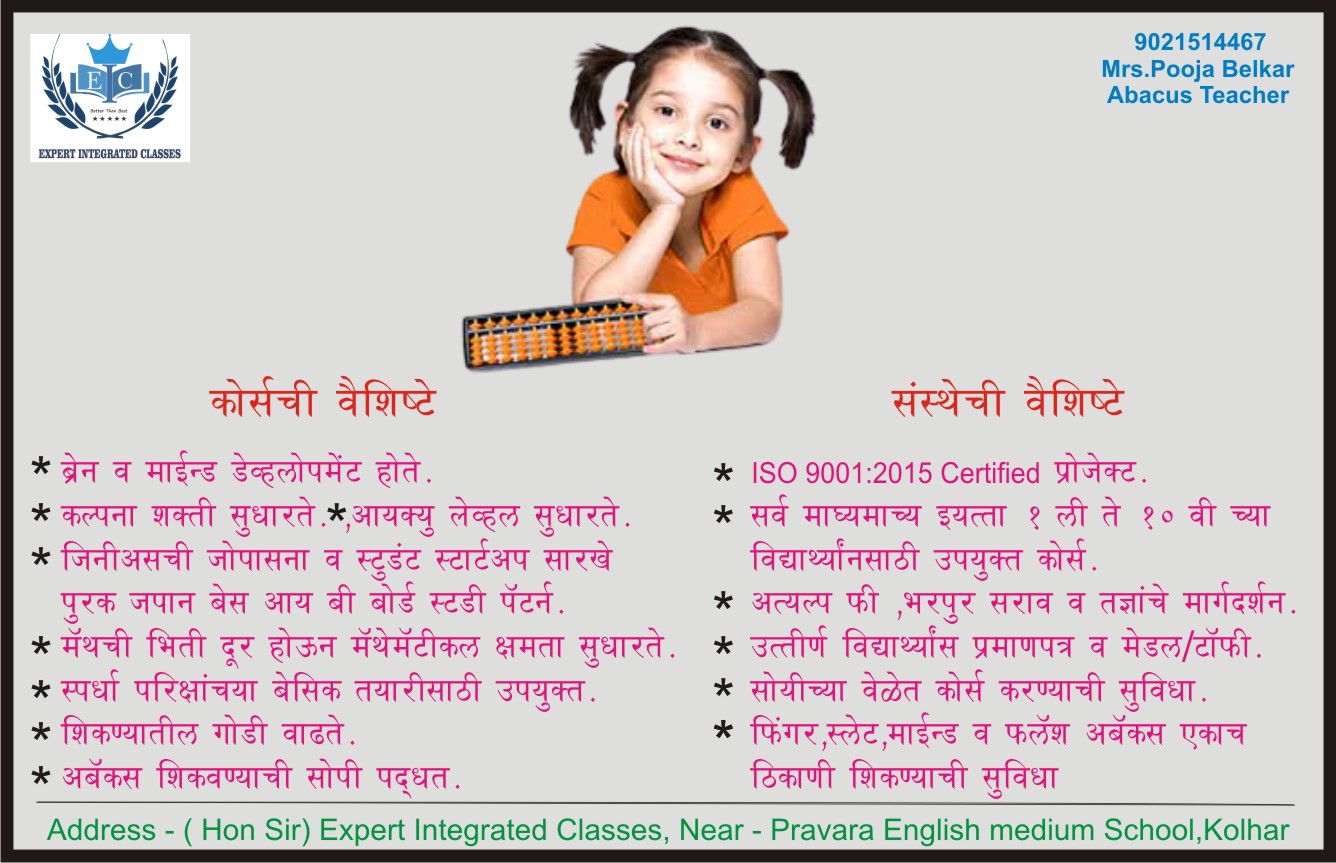 E C
Better Than Best
EXPERT INTEGRATED CLASSES
9021514467
Mrs.Pooja Belkar
Abacus Teacher
कोर्सची वैशिष्टे
* ब्रेन व माईन्ड डेव्हलोपमेंट होते.
* कल्पना शक्ती सुधारते.*,आयक्यु लेव्हल सुधारते.
* जिनीअसची जोपासना व स्टुडंट स्टार्टअप सारखे
पुरक जपान बेस आय बी बोर्ड स्टडी पॅटर्न.
* मॅथची भिती दूर होऊन मॅथेमॅटीकल क्षमता सुधारते.
* स्पर्धा परिक्षांचया बेसिक तयारीसाठी उपयुक्त.
* शिकण्यातील गोडी वाढते.
* अबॅकस शिकवण्याची सोपी पद्धत.
संस्थेची वैशिष्टे
* ISO 9001:2015 Certified प्रोजेक्ट.
* सर्व माघ्यमाच्य इयत्ता १ ली ते १० वी च्या
विद्यार्थ्यांनसाठी उपयुक्त कोर्स.
* अत्यल्प फी ,भरपुर सराव व तज्ञांचे मार्गदर्शन.
* उत्तीर्ण विद्यार्थ्यांस प्रमाणपत्र व मेडल/टॉफी.
* सोयीच्या वेळेत कोर्स करण्याची सुविधा.
* फिंगर,स्लेट,माईन्ड व फलॅश अबॅकस एकाच
ठिकाणी शिकण्याची सुविधा
Address - ( Hon Sir) Expert Integrated Classes, Near - Pravara English medium School,Kolhar